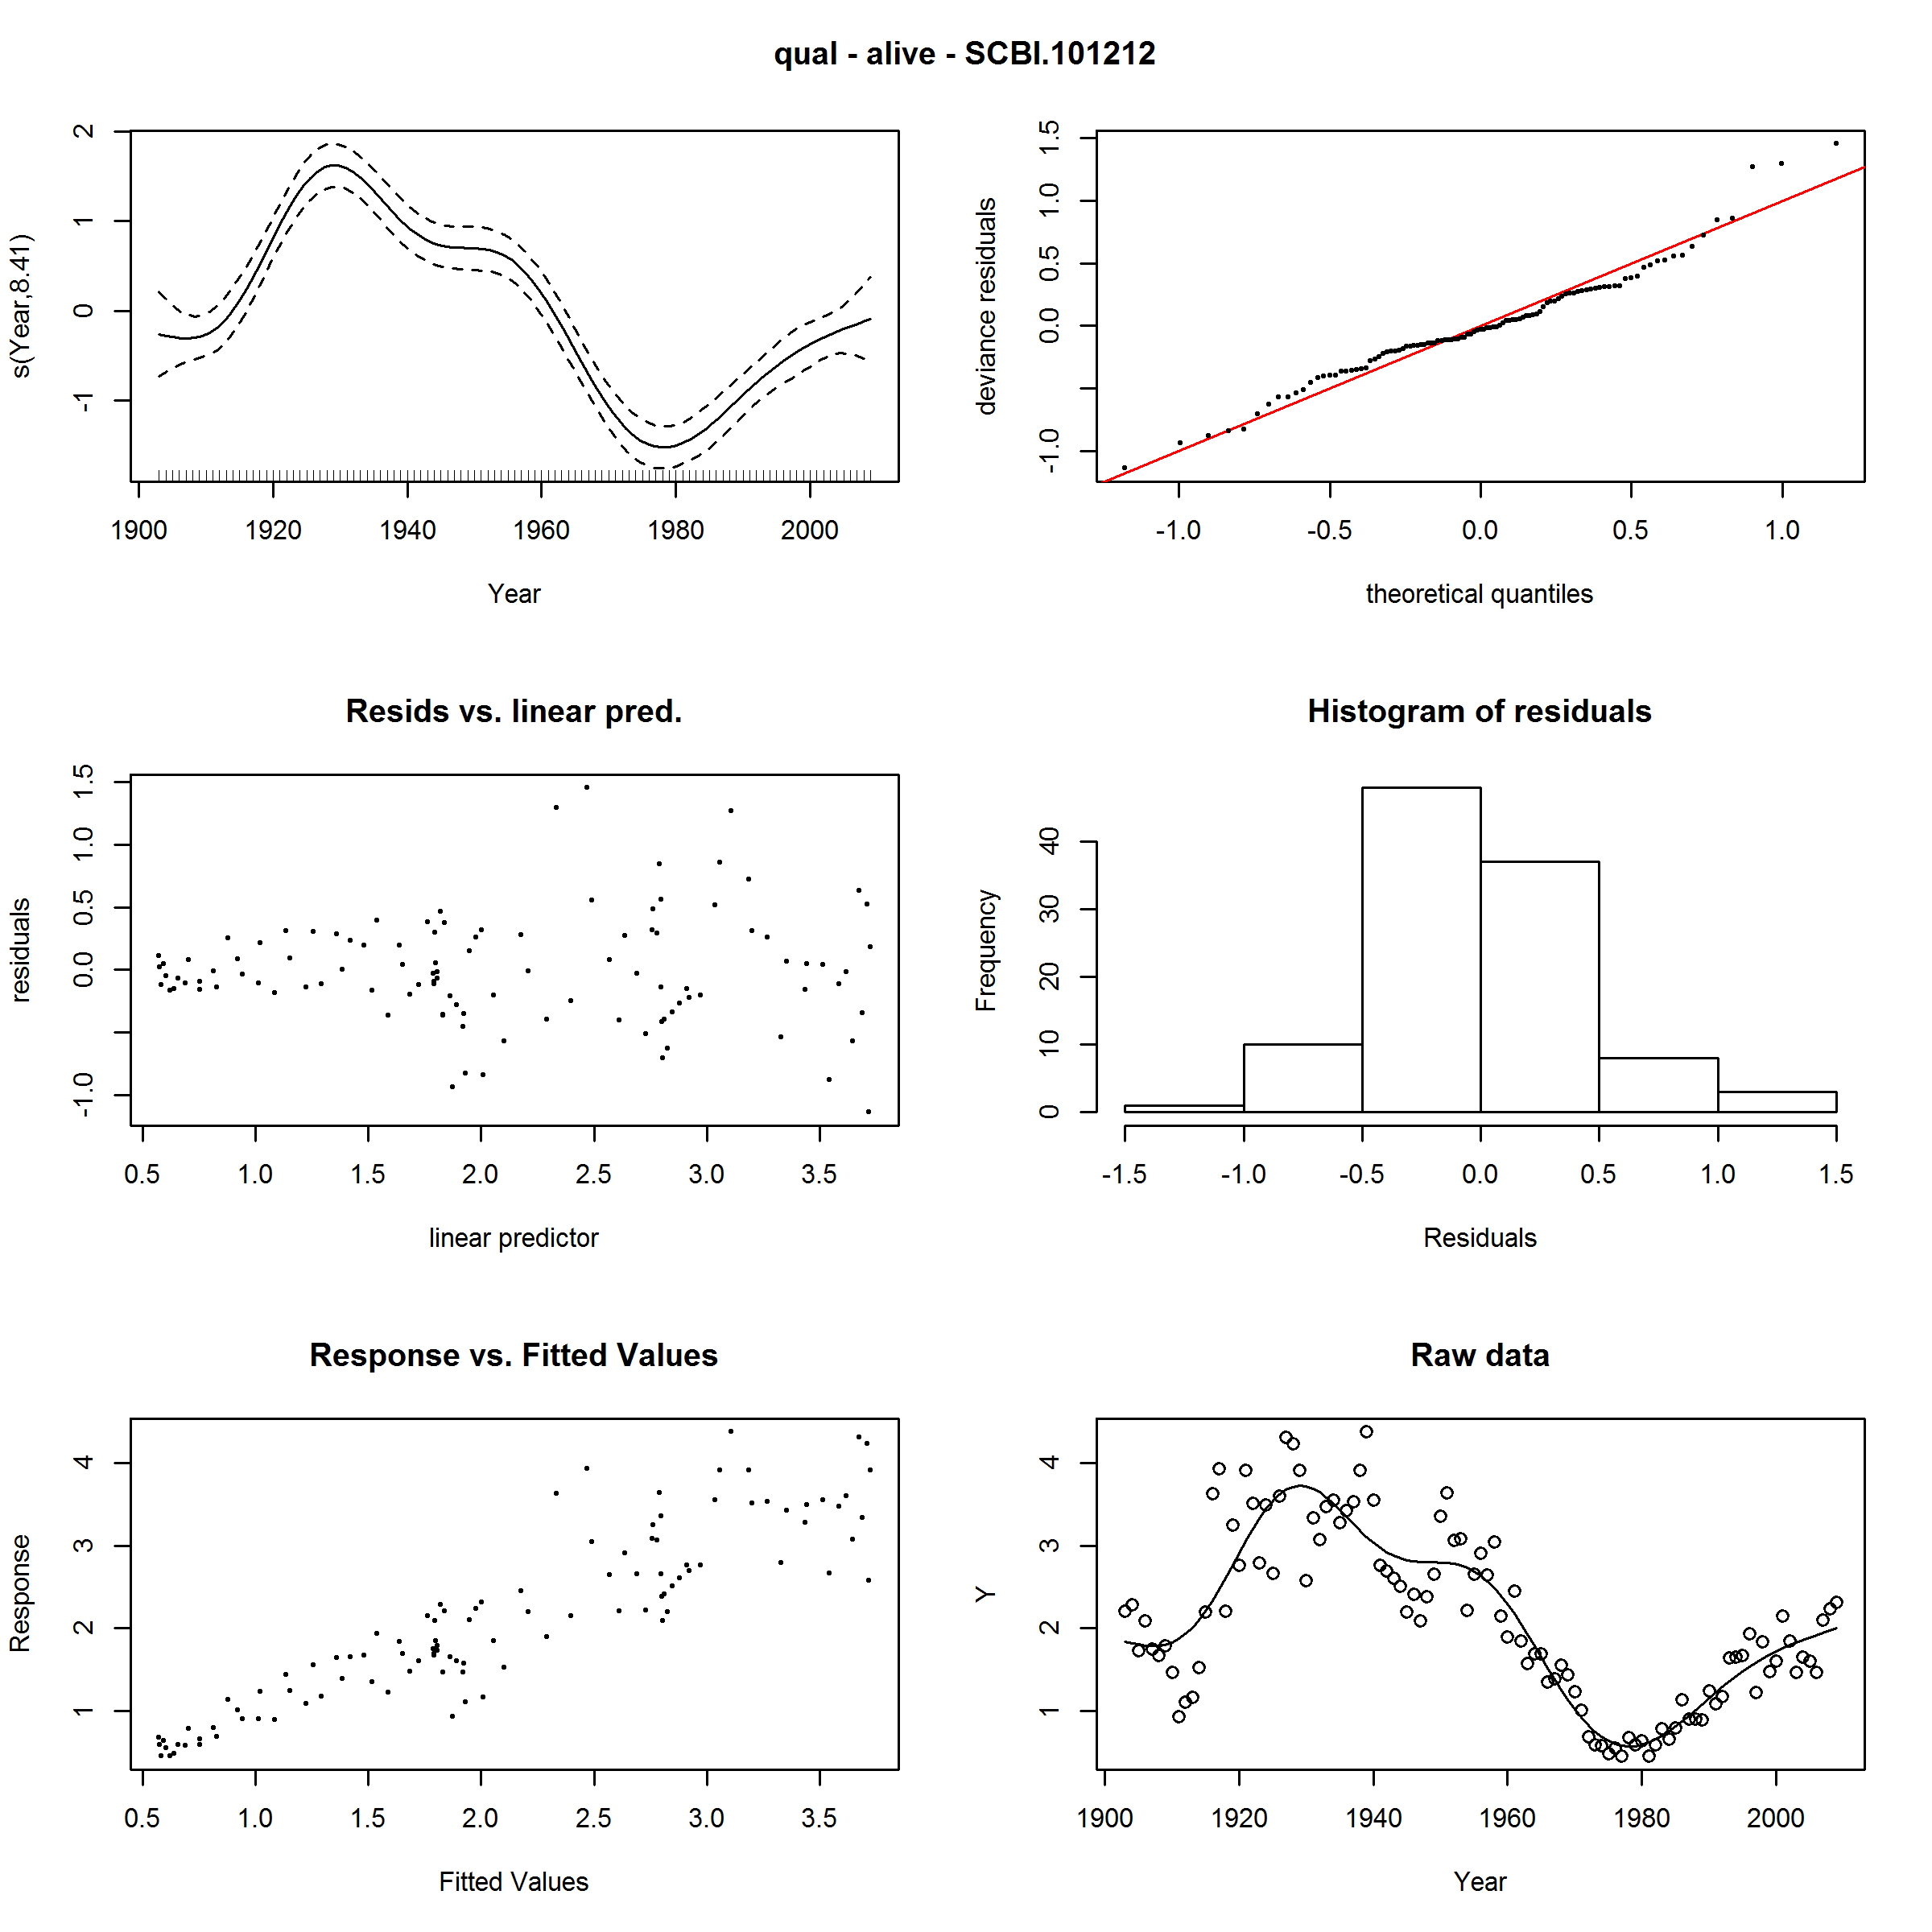 qual - alive - SCBI.101212
s(Year,8.41)
2
1
0
-1
1900 1920 1940 1960 1980 2000
Year
deviance residuals
1.5
1.0
0.5
0.0
-1.0
-1.0 -0.5 0.0 0.5 1.0
theoretical quantiles
Resids vs. linear pred.
residuals
1.5
1.0
0.5
0.0
-1.0
0.5 1.0 1.5 2.0 2.5 3.0 3.5
linear predictor
Histogram of residuals
Frequency
40
30
20
10
0
-1.5 -1.0 -0.5 0.0 0.5 1.0 1.5
Residuals
Response vs. Fitted Values
Response
4
3
2
1
0.5 1.0 1.5 2.0 2.5 3.0 3.5
Fitted Values
Raw data
Y
4
3
2
1
1900 1920 1940 1960 1980 2000
Year